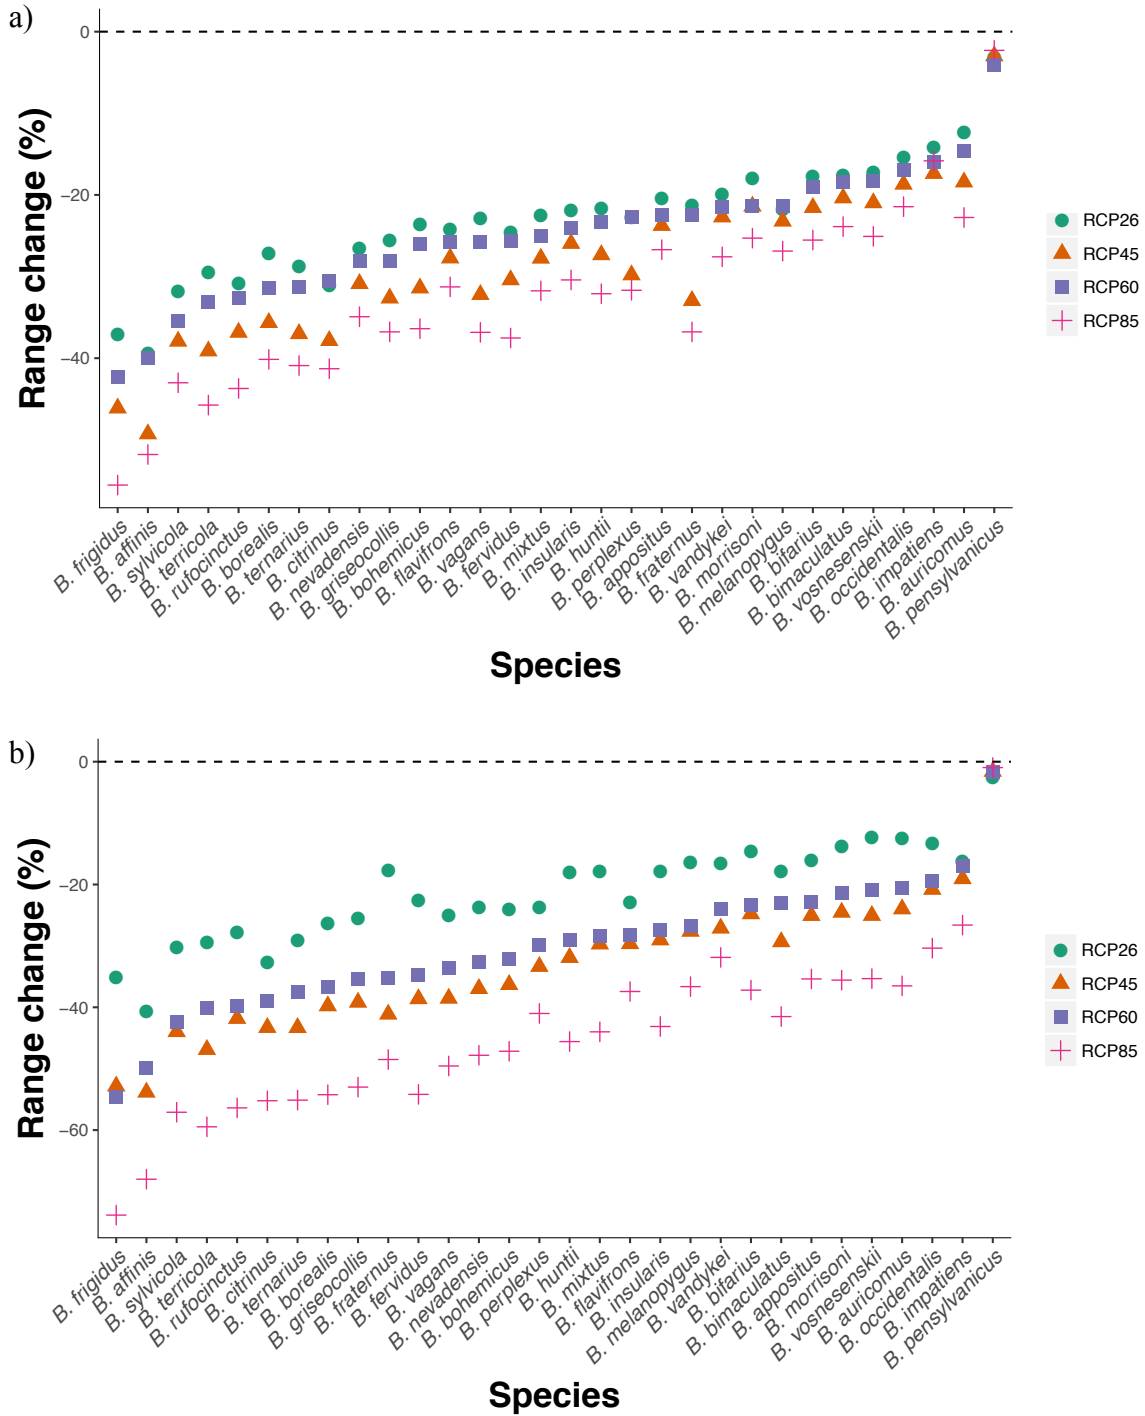 a)
Range change (%)
0
−20
−40
B. frigidus
B. affinis
B. sylvicola
B. terricola
B. rufocinctus
B. borealis
B. ternarius
B. citrinus
B. nevadensis
B. griseocollis
B. bohemicus
B. flavifrons
B. vagans
B. fervidus
B. mixtus
B. insularis
B. huntii
B. perplexus
B. appositus
B. fraternus
B. vandykei
B. morrisoni
B. melanopygus
B. bifarius
B. bimaculatus
B. vosnesenskii
B. occidentalis
B. impatiens
B. auricomus
B. pensylvanicus
Species
RCP26
RCP45
RCP60
RCP85
b)
Range change (%)
0
−20
−40
−60
B. frigidus
B. affinis
B. sylvicola
B. terricola
B. rufocinctus
B. citrinus
B. ternarius
B. borealis
B. griseocollis
B. fraternus
B. fervidus
B. vagans
B. nevadensis
B. bohemicus
B. perplexus
B. huntii
B. mixtus
B. flavifrons
B. insularis
B. melanopygus
B. vandykei
B. bifarius
B. bimaculatus
B. appositus
B. morrisoni
B. vosnesenskii
B. auricomus
B. occidentalis
B. impatiens
B. pensylvanicus
Species
RCP26
RCP45
RCP60
RCP85